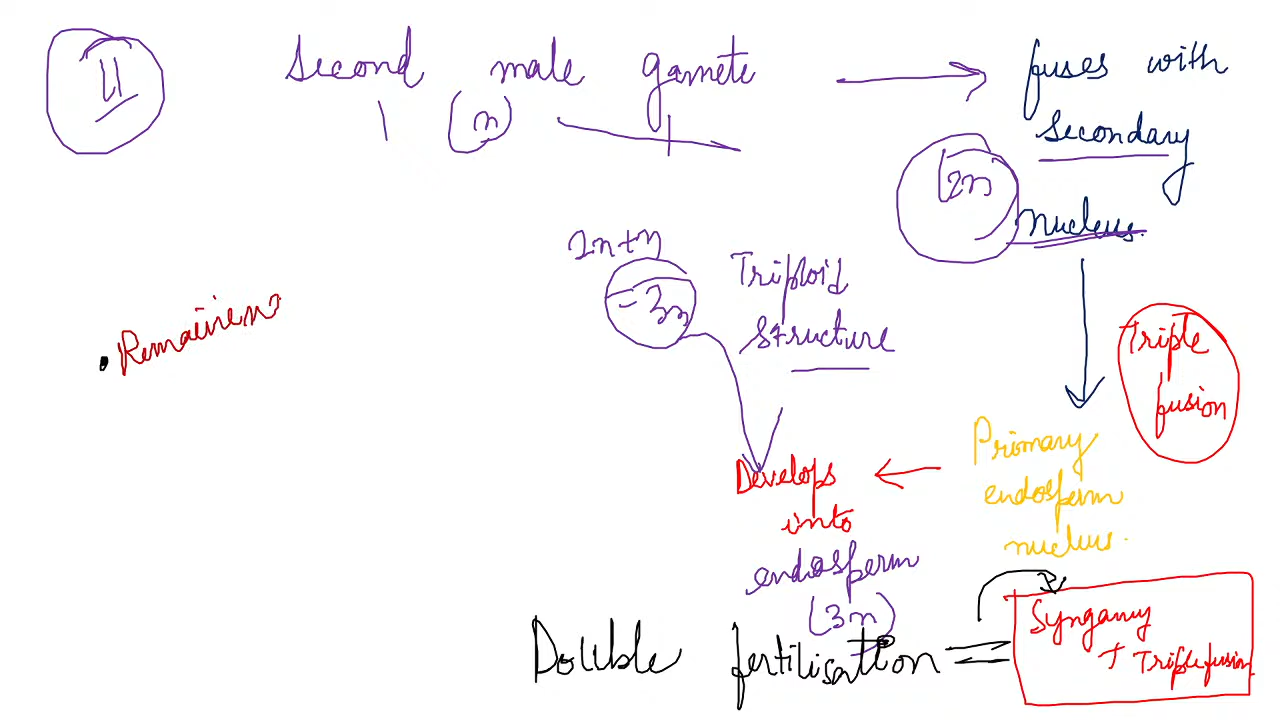 II
Second male gamete → fuses with
(n)
secondary
(2n)
nucleus.
2n+n
=3n
Triploid
structure
Triple
fusion
Primary
endosperm
nucleus.
Develops
into
endosperm
(3n)
Double fertilisation = Syngamy
+ Triple fusion